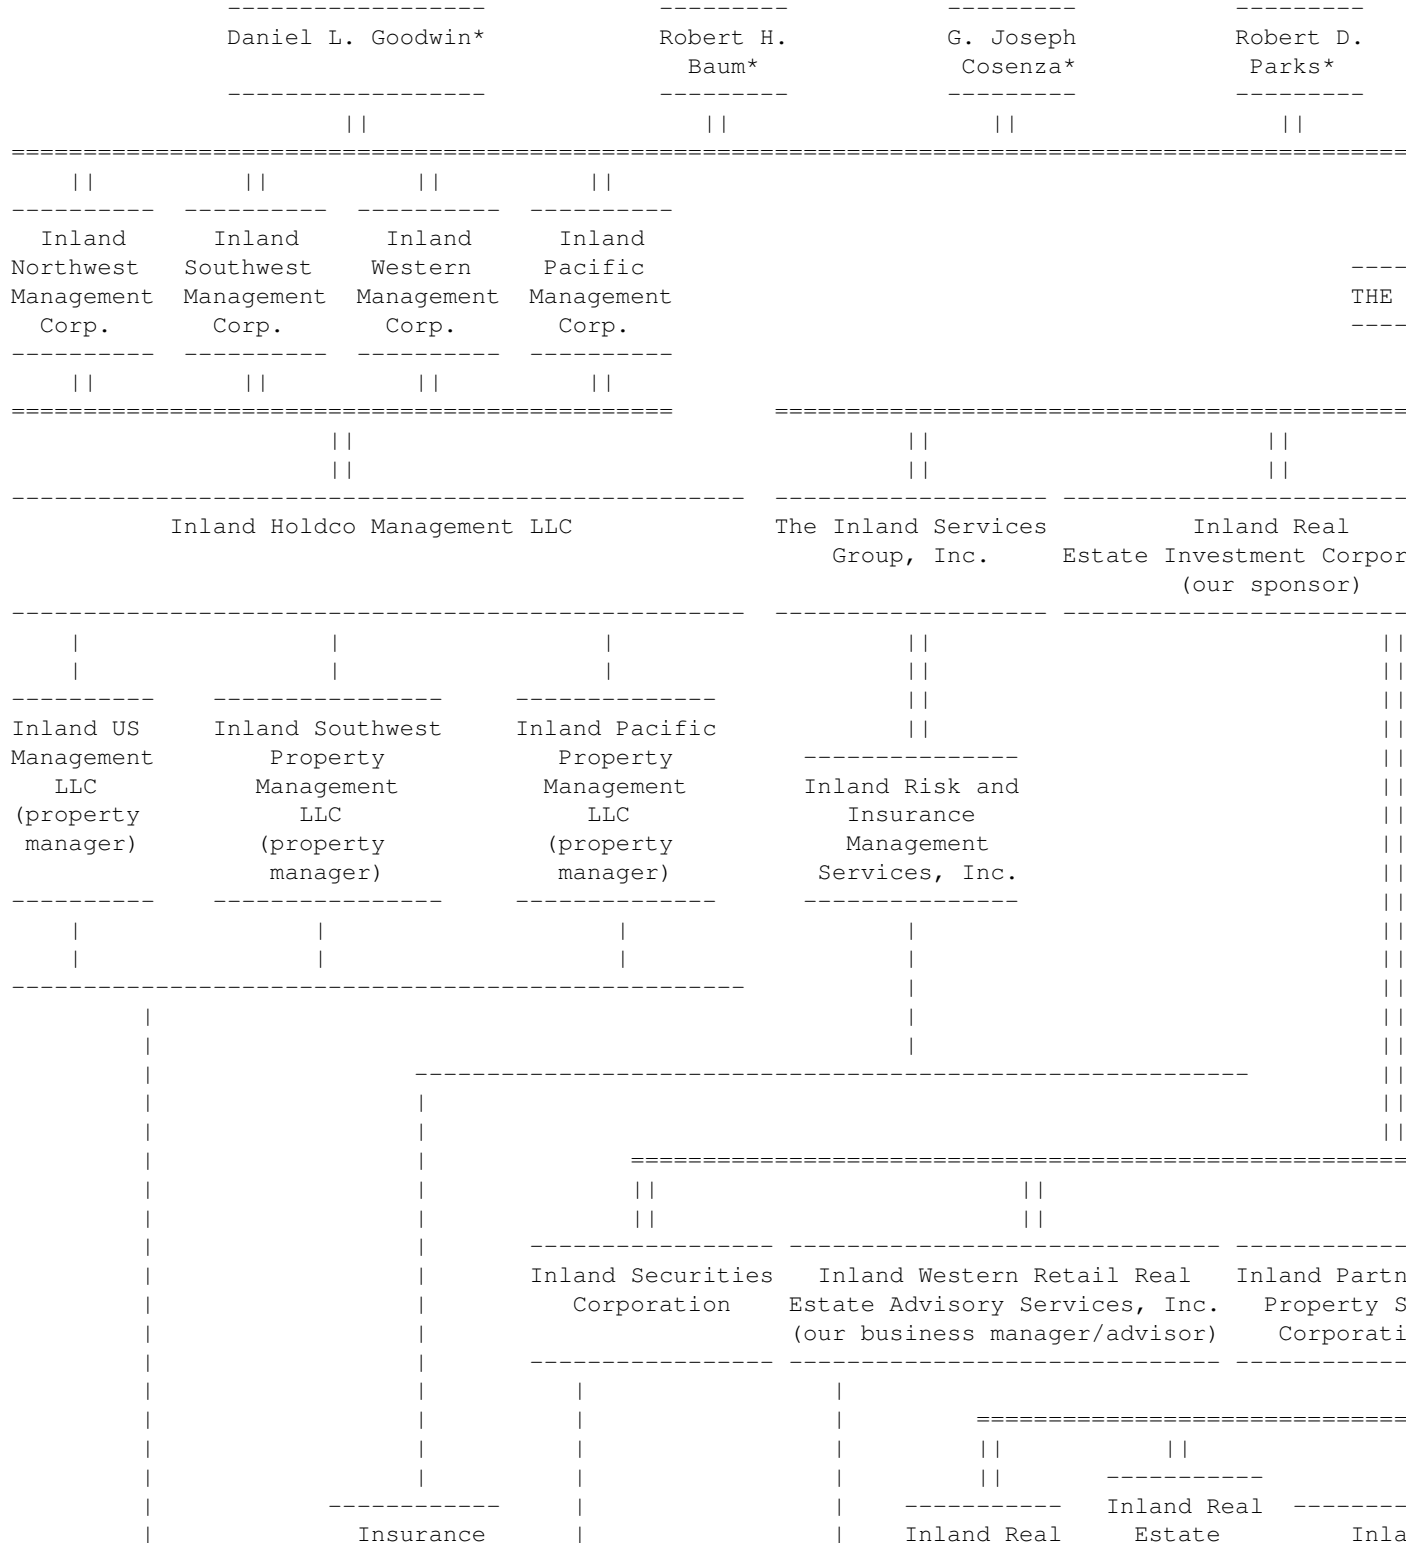 Daniel L. Goodwin* Robert H. G. Joseph Robert D.
Baum* Cosenza* Parks*
Inland Inland Inland Inland
Northwest Southwest Western Pacific
Management Management Management Management THE
Corp. Corp. Corp. Corp.
Inland Holdco Management LLC The Inland Services Inland Real
Group, Inc. Estate Investment Corpor
(our sponsor)
Inland US Inland Southwest Inland Pacific
Management Property Property
LLC Management Management Inland Risk and
(property LLC LLC Insurance
manager) (property (property Management
manager) manager) Services, Inc.
Inland Securities Inland Western Retail Real Inland Partn
Corporation Estate Advisory Services, Inc. Property S
(our business manager/advisor) Corporati
Inland Real
Insurance Inland Real Estate Inla